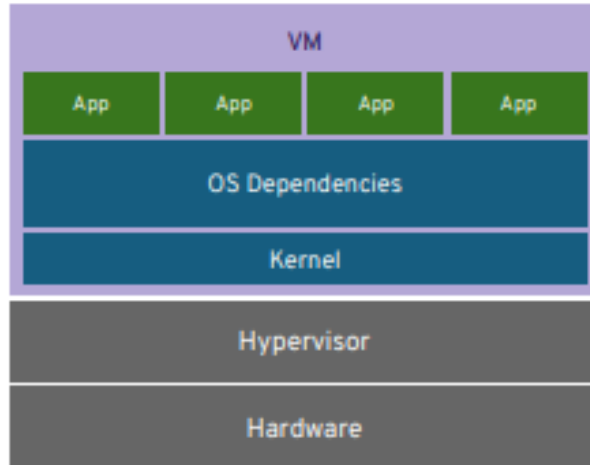 VM
App App App App
OS Dependencies
Kernel
Hypervisor
Hardware